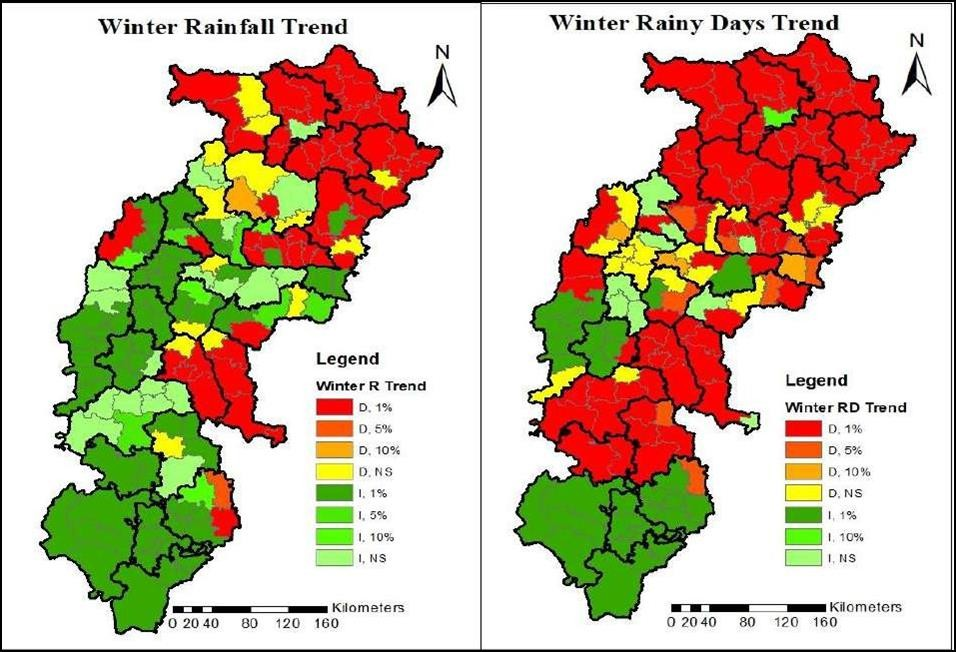 Winter Rainfall Trend
N
Legend
Winter R Trend
D, 1%
D, 5%
D, 10%
D, NS
I, 1%
I, 5%
I, 10%
I, NS
Kilometers
0 20 40 80 120 160
Winter Rainy Days Trend
N
Legend
Winter RD Trend
D, 1%
D, 5%
D, 10%
D, NS
I, 1%
I, 10%
I, NS
Kilometers
0 20 40 80 120 160